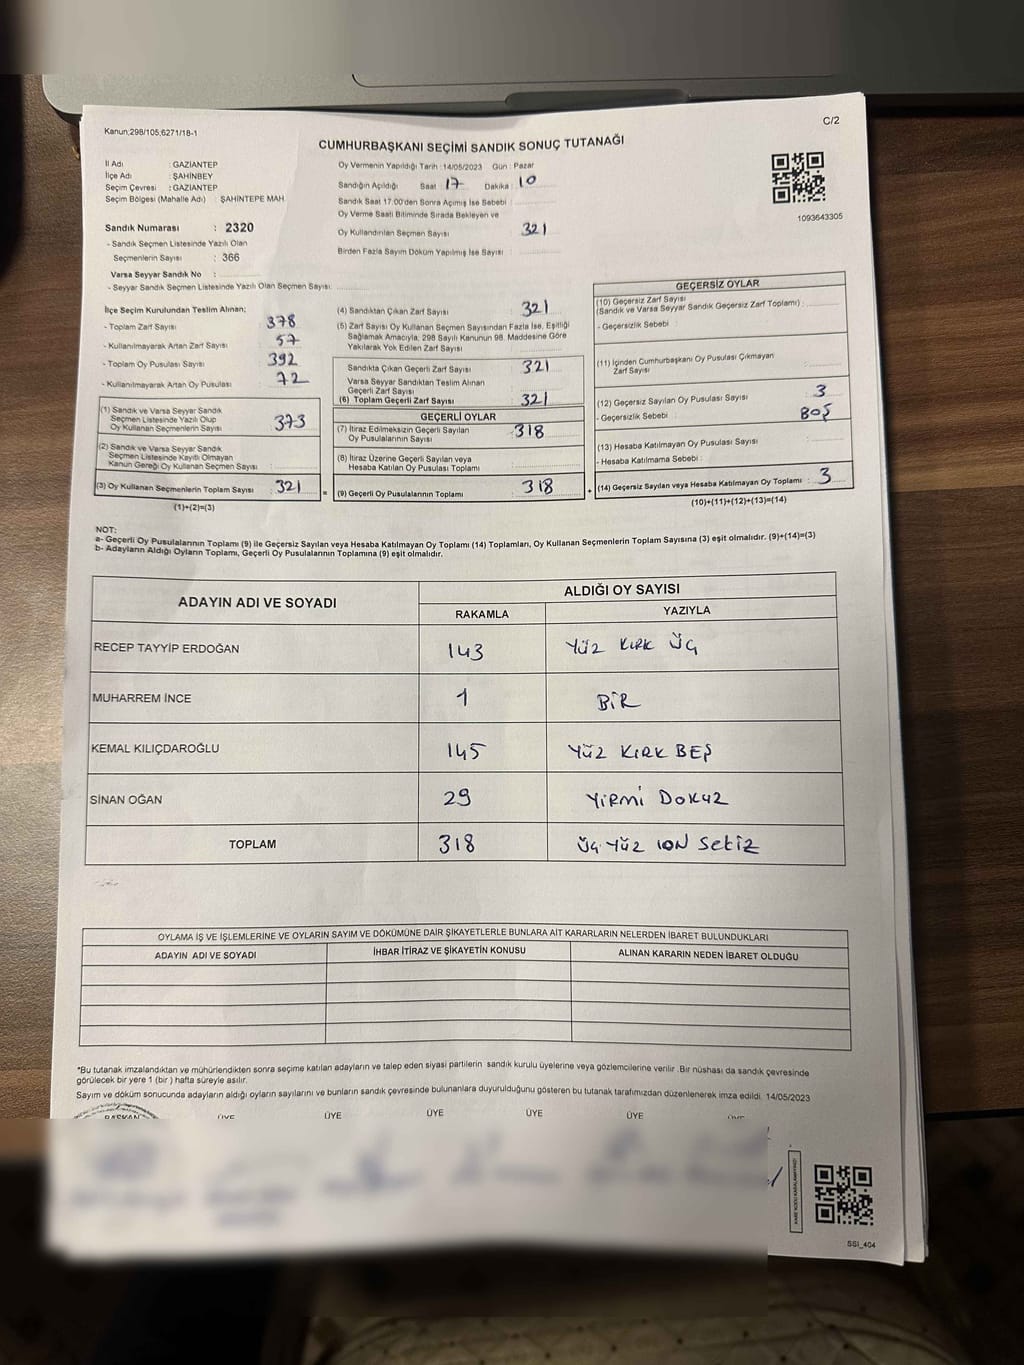 Kanun;298/105,6271/18-1
C/2
CUMHURBAŞKANI SEÇİMİ SANDIK SONUÇ TUTANAĞI
İl Adı : GAZIANTEP
İlçe Adı : ŞAHİNBEY
Seçim Çevresi : GAZIANTEP
Seçim Bölgesi (Mahalle Adı) : ŞAHİNTEPE MAH
Sandık Numarası : 2320
- Sandık Seçmen Listesinde Yazılı Olan
Seçmenlerin Sayısı : 366
Varsa Seyyar Sandık No :
- Seyyar Sandık Seçmen Listesinde Yazılı Olan Seçmen Sayısı:
Oy Vermenin Yapıldığı Tarih : 14/05/2023 Gün : Pazar
Sandığın Açıldığı Saat 17 Dakika : 10
Sandık Saat 17.00'den Sonra Açımış İse Sebebi :
Oy Verme Saati Bitiminde Sırada Bekleyen ve
Oy Kullandırılan Seçmen Sayısı 321
Birden Fazla Sayım Döküm Yapılmış İse Sayısı :
1093643305
İlçe Seçim Kurulundan Teslim Alınan;
- Toplam Zarf Sayısı 378
- Kullanılmayarak Artan Zarf Sayısı 57
- Toplam Oy Pusulası Sayısı 392
- Kullanılmayarak Artan Oy Pusulası 72
(1) Sandık ve Varsa Seyyar Sandık
Seçmen Listesinde Yazılı Olup
Oy Kullanan Seçmenlerin Sayısı 373
(2) Sandık ve Varsa Seyyar Sandık
Seçmen Listesinde Kayıtlı Olmayan
Kanun Gereği Oy Kullanan Seçmen Sayısı :
(3) Oy Kullanan Seçmenlerin Toplam Sayısı : 321
(1)+(2)=(3)
=
(4) Sandıktan Çıkan Zarf Sayısı : 321
(5) Zarf Sayısı Oy Kullanan Seçmen Sayısından Fazla İse, Eşitliği
Sağlamak Amacıyla, 298 Sayılı Kanunun 98. Maddesine Göre
Yakılarak Yok Edilen Zarf Sayısı
Sandıkta Çıkan Geçerli Zarf Sayısı 321
Varsa Seyyar Sandıktan Teslim Alınan
Geçerli Zarf Sayısı
(6) Toplam Geçerli Zarf Sayısı : 321
GEÇERLİ OYLAR
(7) İtiraz Edilmeksizin Geçerli Sayılan
Oy Pusulalarının Sayısı : 318
(8) İtiraz Üzerine Geçerli Sayılan veya
Hesaba Katılan Oy Pusulası Toplamı
(9) Geçerli Oy Pusulalarının Toplamı : 318
+
GEÇERSİZ OYLAR
(10) Geçersiz Zarf Sayısı
(Sandık ve Varsa Seyyar Sandık Geçersiz Zarf Toplamı) :
- Geçersizlik Sebebi :
(11) İçinden Cumhurbaşkanı Oy Pusulası Çıkmayan
Zarf Sayısı
(12) Geçersiz Sayılan Oy Pusulası Sayısı : 3
- Geçersizlik Sebebi : BOŞ
(13) Hesaba Katılmayan Oy Pusulası Sayısı
- Hesaba Katılmama Sebebi :
(14) Geçersiz Sayılan veya Hesaba Katılmayan Oy Toplamı : 3
(10)+(11)+(12)+(13)=(14)
NOT:
a- Geçerli Oy Pusulalarının Toplamı (9) ile Geçersiz Sayılan veya Hesaba Katılmayan Oy Toplamı (14) Toplamları, Oy Kullanan Seçmenlerin Toplam Sayısına (3) eşit olmalıdır. (9)+(14)=(3)
b- Adayların Aldığı Oyların Toplamı, Geçerli Oy Pusulalarının Toplamına (9) eşit olmalıdır.
ADAYIN ADI VE SOYADI
ALDIĞI OY SAYISI
RAKAMLA YAZIYLA
RECEP TAYYİP ERDOĞAN 143 YÜZ KIRK ÜÇ
MUHARREM İNCE 1 BİR
KEMAL KILIÇDAROĞLU 145 YÜZ KIRK BEŞ
SİNAN OĞAN 29 YİRMİ DOKUZ
TOPLAM 318 ÜÇ YÜZ ION SEKİZ
OYLAMA İŞ VE İŞLEMLERİNE VE OYLARIN SAYIM VE DÖKÜMÜNE DAİR ŞİKAYETLERLE BUNLARA AİT KARARLARIN NELERDEN İBARET BULUNDUKLARI
ADAYIN ADI VE SOYADI İHBAR İTİRAZ VE ŞİKAYETİN KONUSU ALINAN KARARIN NEDEN İBARET OLDUĞU
*Bu tutanak imzalandıktan ve mühürlendikten sonra seçime katılan adayların ve talep eden siyasi partilerin sandık kurulu üyelerine veya gözlemcilerine verilir .Bir nüshası da sandık çevresinde
görülecek bir yere 1 (bir ) hafta süreyle asılır.
Sayım ve döküm sonucunda adayların aldığı oyların sayılarını ve bunların sandık çevresinde bulunanlara duyurulduğunu gösteren bu tutanak tarafımızdan düzenlenerek imza edildi. 14/05/2023
BAŞKAN ÜYE ÜYE ÜYE ÜYE ÜYE ÜYE
KARE KODU KARALAMAYINIZ!
SSI_404